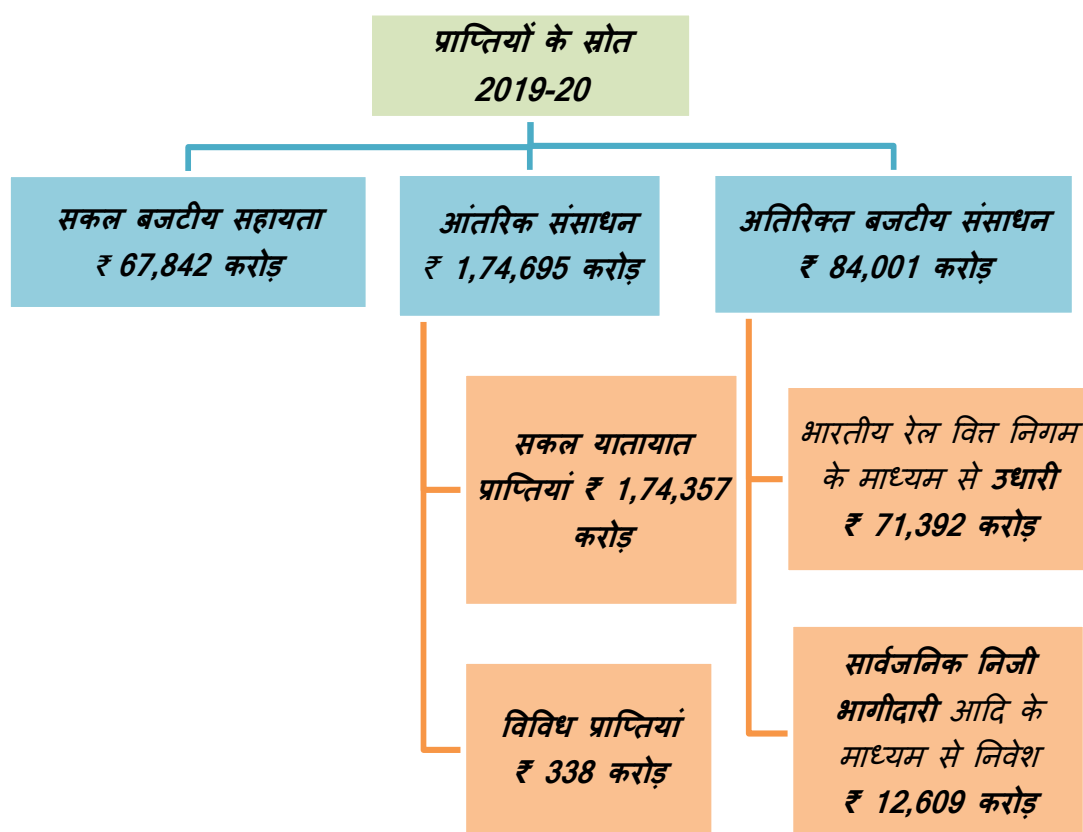 प्राप्तियों के स्रोत
2019-20
सकल बजटीय सहायता
₹ 67,842 करोड़
आंतरिक संसाधन
₹ 1,74,695 करोड़
अतिरिक्त बजटीय संसाधन
₹ 84,001 करोड़
सकल यातायात
प्राप्तियां ₹ 1,74,357
करोड़
विविध प्राप्तियां
₹ 338 करोड़
भारतीय रेल वित्त निगम
के माध्यम से उधारी
₹ 71,392 करोड़
सार्वजनिक निजी
भागीदारी आदि के
माध्यम से निवेश
₹ 12,609 करोड़